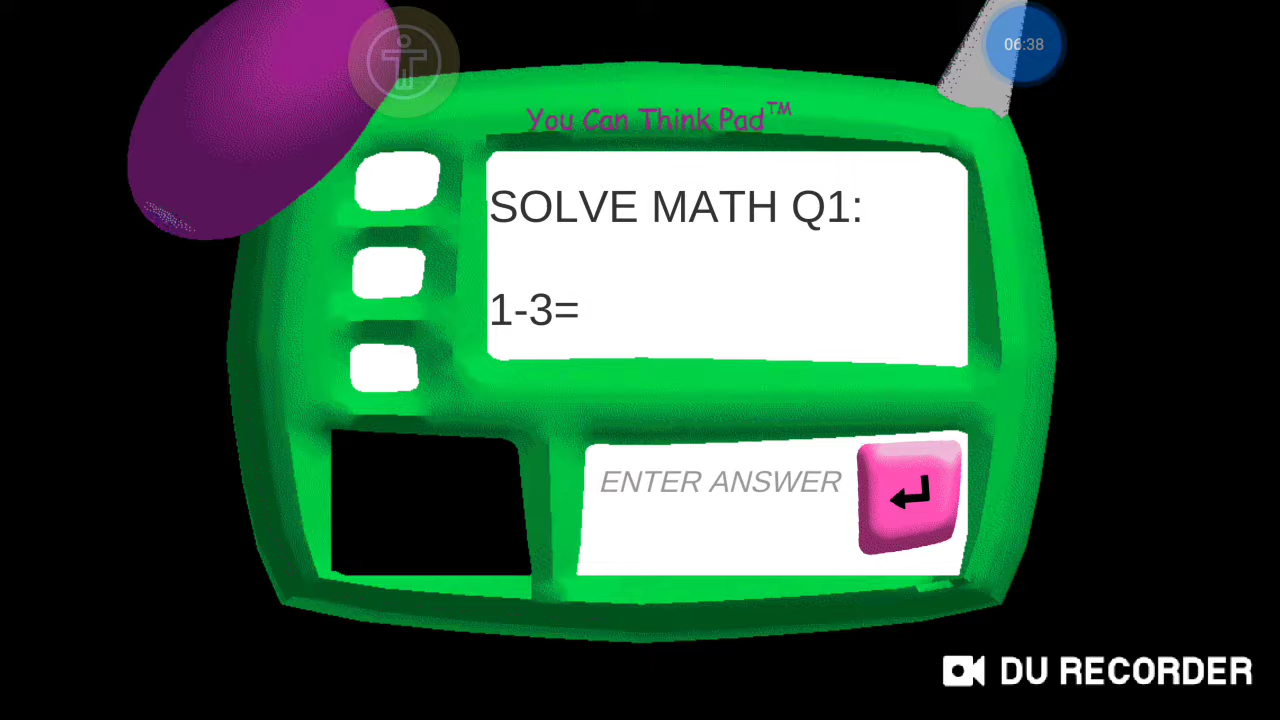 06:38
You Can Think Pad™
SOLVE MATH Q1:
1-3=
ENTER ANSWER
DU RECORDER